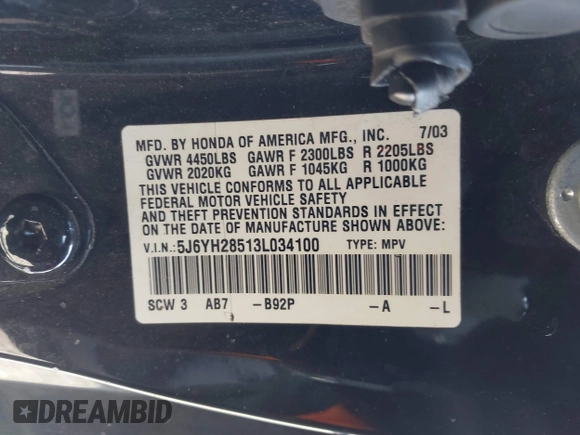 MFD. BY HONDA OF AMERICA MFG., INC. 7/03
GVWR 4450LBS GAWR F 2300LBS R 2205LBS
GVWR 2020KG GAWR F 1045KG R 1000KG
THIS VEHICLE CONFORMS TO ALL APPLICABLE
FEDERAL MOTOR VEHICLE SAFETY
AND THEFT PREVENTION STANDARDS IN EFFECT
ON THE DATE OF MANUFACTURE SHOWN ABOVE:
V.I.N.:5J6YH28513L034100 TYPE: MPV
SCW 3 AB7 –B92P –A –L
DREAMBID